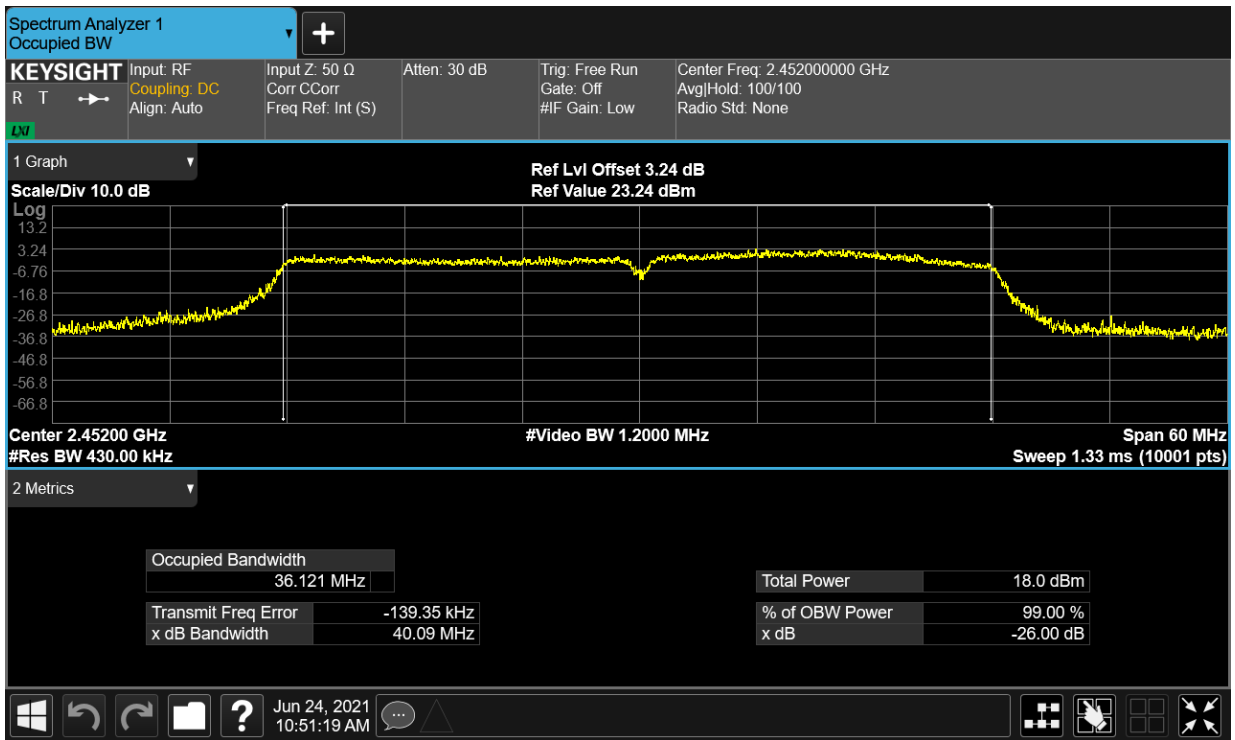 Spectrum Analyzer 1
Occupied BW
+
KEYSIGHT
R T
LXI
Input: RF
Coupling: DC
Align: Auto
Input Z: 50 Ω
Corr CCorr
Freq Ref: Int (S)
Atten: 30 dB
Trig: Free Run
Gate: Off
#IF Gain: Low
Center Freq: 2.452000000 GHz
Avg|Hold: 100/100
Radio Std: None
1 Graph
Scale/Div 10.0 dB
Ref Lvl Offset 3.24 dB
Ref Value 23.24 dBm
Log
13.2
3.24
-6.76
-16.8
-26.8
-36.8
-46.8
-56.8
-66.8
Center 2.45200 GHz
#Video BW 1.2000 MHz
Span 60 MHz
#Res BW 430.00 kHz
Sweep 1.33 ms (10001 pts)
2 Metrics
Occupied Bandwidth
36.121 MHz
Total Power 18.0 dBm
Transmit Freq Error -139.35 kHz
% of OBW Power 99.00 %
x dB Bandwidth 40.09 MHz
x dB -26.00 dB
?
Jun 24, 2021
10:51:19 AM